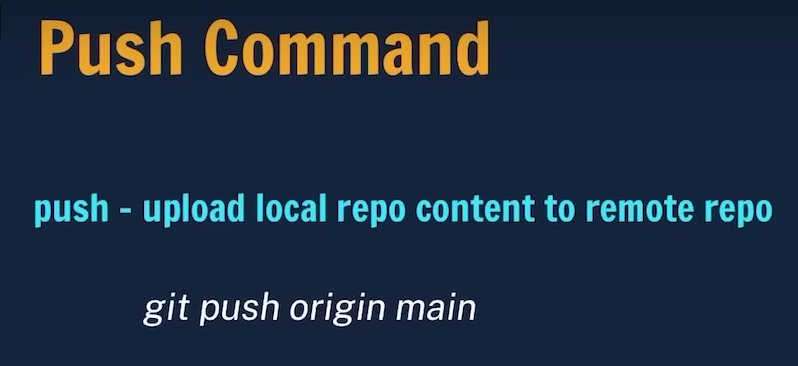 Push Command
push - upload local repo content to remote repo
git push origin main